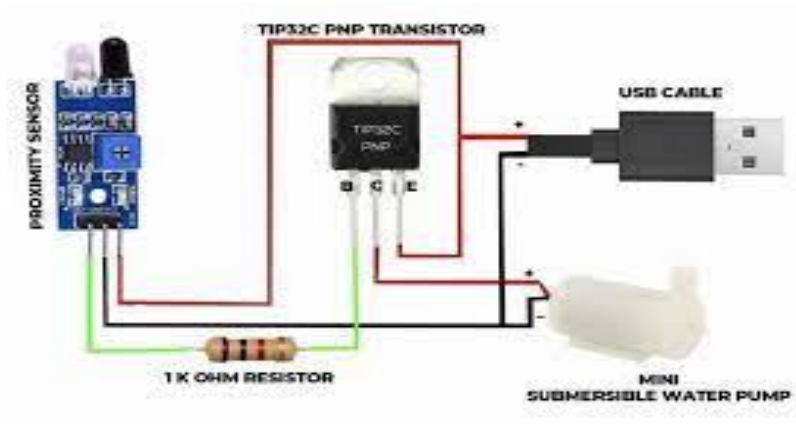 TIP32C PNP TRANSISTOR
PROXIMITY SENSOR
TIP32C
PNP
B C E
USB CABLE
+
-
+
-
1 K OHM RESISTOR
MINI
SUBMERSIBLE WATER PUMP